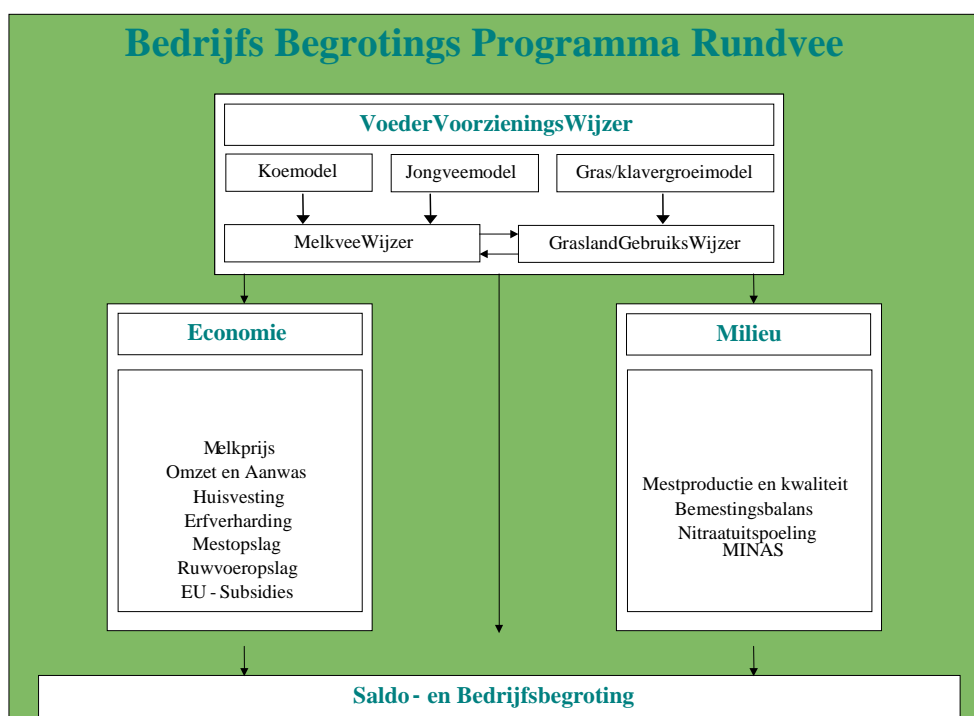 Bedrijfs Begrotings Programma Rundvee
VoederVoorzieningsWijzer
Koemodel
Jongveemodel
Gras/klavergroeimodel
MelkveeWijzer
GraslandGebruiksWijzer
Economie
Melkprijs
Omzet en Aanwas
Huisvesting
Erfverharding
Mestopslag
Ruwvoeropslag
EU - Subsidies
Milieu
Mestproductie en kwaliteit
Bemestingsbalans
Nitraatuitspoeling
MINAS
Saldo - en Bedrijfsbegroting